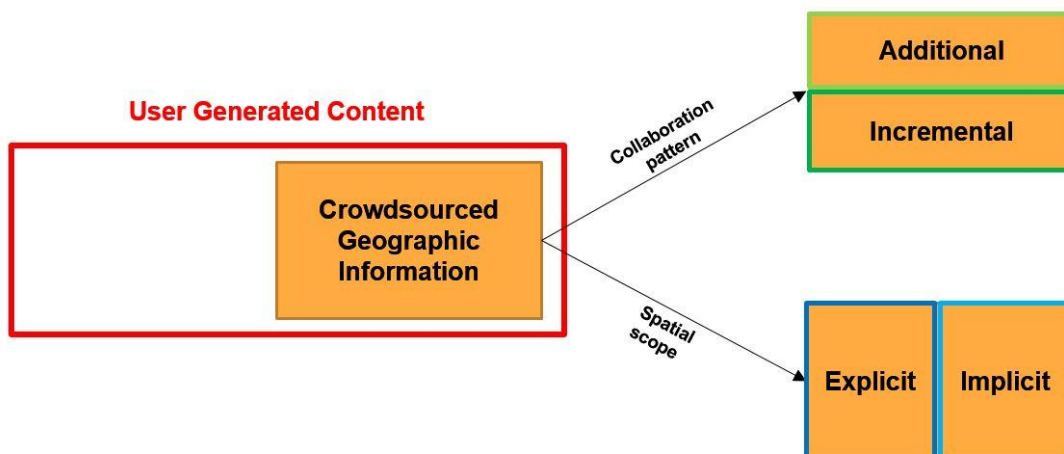 User Generated Content
Crowdsourced
Geographic
Information
Collaboration
pattern
Additional
Incremental
Spatial
scope
Explicit
Implicit